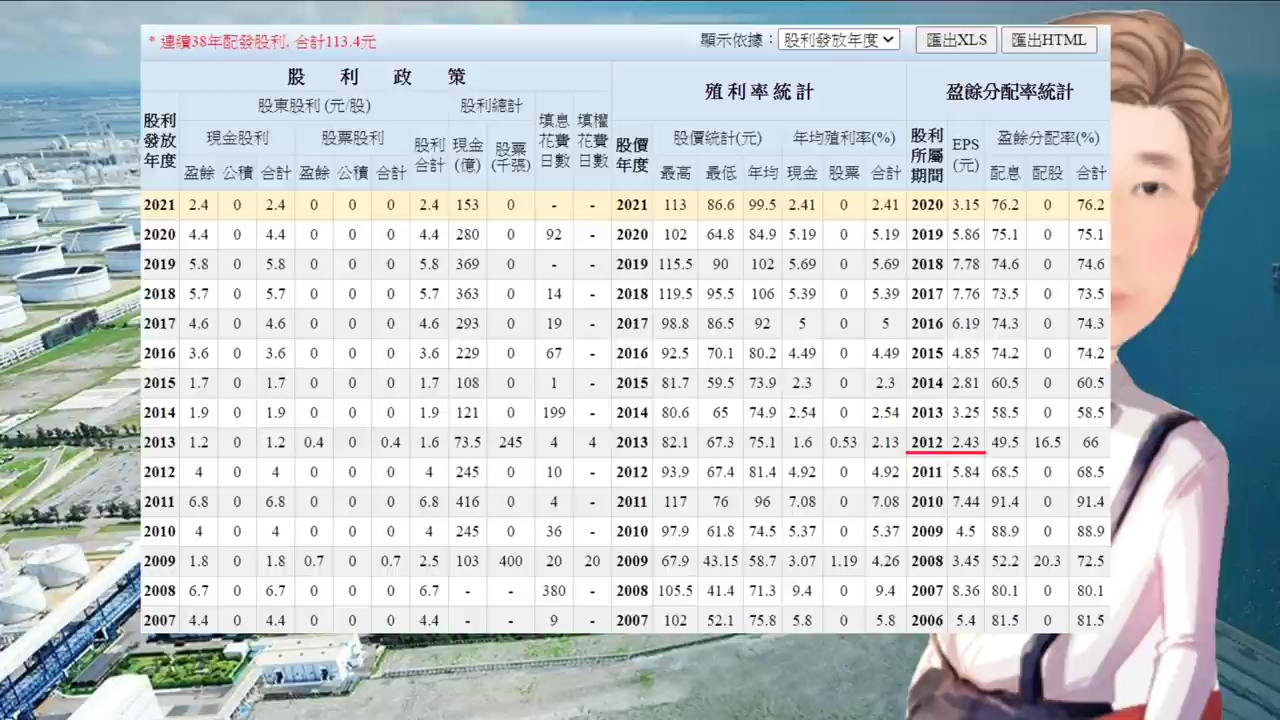 * 連續38年配發股利, 合計113.4元
顯示依據： 股利發放年度 匯出XLS 匯出HTML
股 利 政 策 殖 利 率 統 計 盈餘分配率統計
股利發放年度 股東股利 (元/股) 股利總計 填息花費日數 填權花費日數 股價年度 股價統計(元) 年均殖利率(%) 股利所屬期間 EPS(元) 盈餘分配率(%)
現金股利 股票股利 股利合計 現金(億) 股票(千張)
盈餘 公積 合計 盈餘 公積 合計 最高 最低 年均 現金 股票 合計 配息 配股 合計
2021 2.4 0 2.4 0 0 0 2.4 153 0 - - 2021 113 86.6 99.5 2.41 0 2.41 2020 3.15 76.2 0 76.2
2020 4.4 0 4.4 0 0 0 4.4 280 0 92 - 2020 102 64.8 84.9 5.19 0 5.19 2019 5.86 75.1 0 75.1
2019 5.8 0 5.8 0 0 0 5.8 369 0 - - 2019 115.5 90 102 5.69 0 5.69 2018 7.78 74.6 0 74.6
2018 5.7 0 5.7 0 0 0 5.7 363 0 14 - 2018 119.5 95.5 106 5.39 0 5.39 2017 7.76 73.5 0 73.5
2017 4.6 0 4.6 0 0 0 4.6 293 0 19 - 2017 98.8 86.5 92 5 0 5 2016 6.19 74.3 0 74.3
2016 3.6 0 3.6 0 0 0 3.6 229 0 67 - 2016 92.5 70.1 80.2 4.49 0 4.49 2015 4.85 74.2 0 74.2
2015 1.7 0 1.7 0 0 0 1.7 108 0 1 - 2015 81.7 59.5 73.9 2.3 0 2.3 2014 2.81 60.5 0 60.5
2014 1.9 0 1.9 0 0 0 1.9 121 0 199 - 2014 80.6 65 74.9 2.54 0 2.54 2013 3.25 58.5 0 58.5
2013 1.2 0 1.2 0.4 0 0.4 1.6 73.5 245 4 4 2013 82.1 67.3 75.1 1.6 0.53 2.13 2012 2.43 49.5 16.5 66
2012 4 0 4 0 0 0 4 245 0 10 - 2012 93.9 67.4 81.4 4.92 0 4.92 2011 5.84 68.5 0 68.5
2011 6.8 0 6.8 0 0 0 6.8 416 0 4 - 2011 117 76 96 7.08 0 7.08 2010 7.44 91.4 0 91.4
2010 4 0 4 0 0 0 4 245 0 36 - 2010 97.9 61.8 74.5 5.37 0 5.37 2009 4.5 88.9 0 88.9
2009 1.8 0 1.8 0.7 0 0.7 2.5 103 400 20 20 2009 67.9 43.15 58.7 3.07 1.19 4.26 2008 3.45 52.2 20.3 72.5
2008 6.7 0 6.7 0 0 0 6.7 - - 380 - 2008 105.5 41.4 71.3 9.4 0 9.4 2007 8.36 80.1 0 80.1
2007 4.4 0 4.4 0 0 0 4.4 - - 9 - 2007 102 52.1 75.8 5.8 0 5.8 2006 5.4 81.5 0 81.5